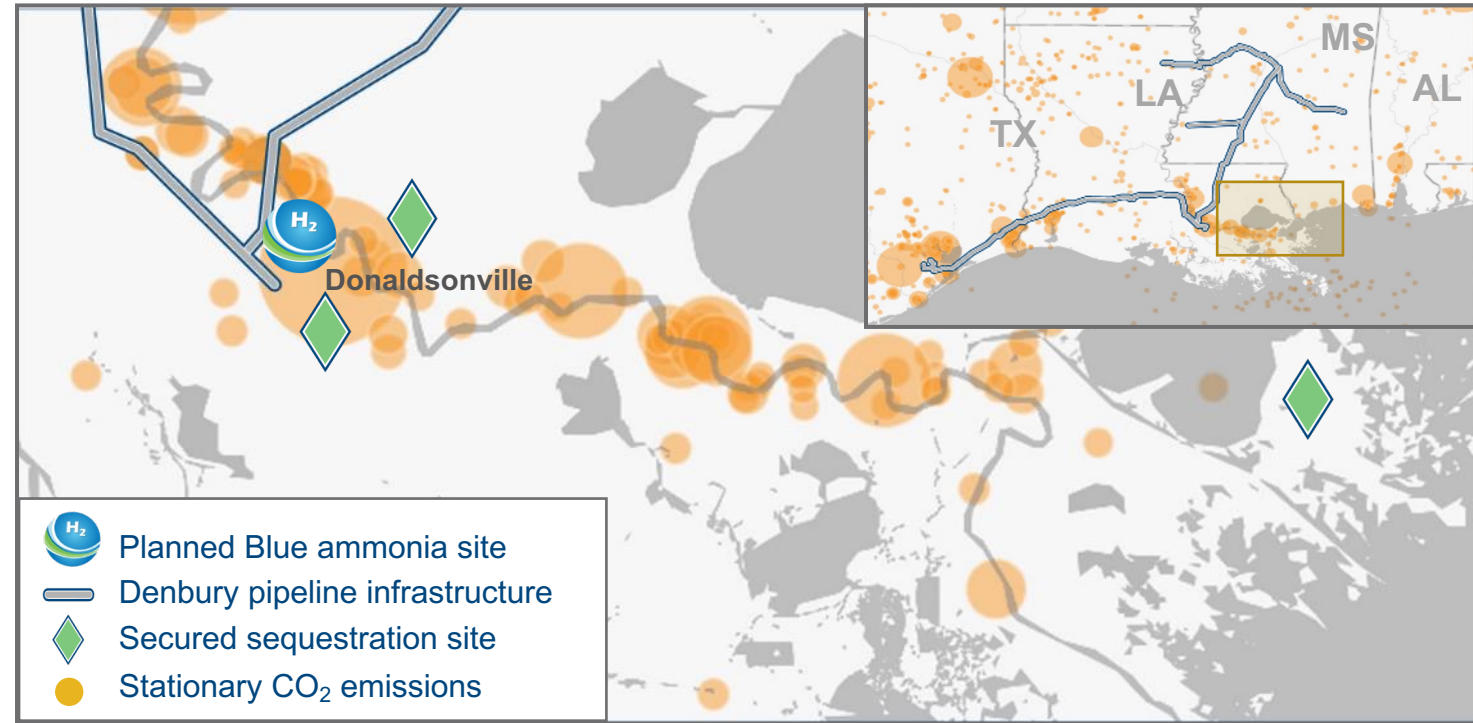 MS
LA
AL
TX
H₂
Donaldsonville
H₂
Planned Blue ammonia site
Denbury pipeline infrastructure
Secured sequestration site
Stationary CO₂ emissions